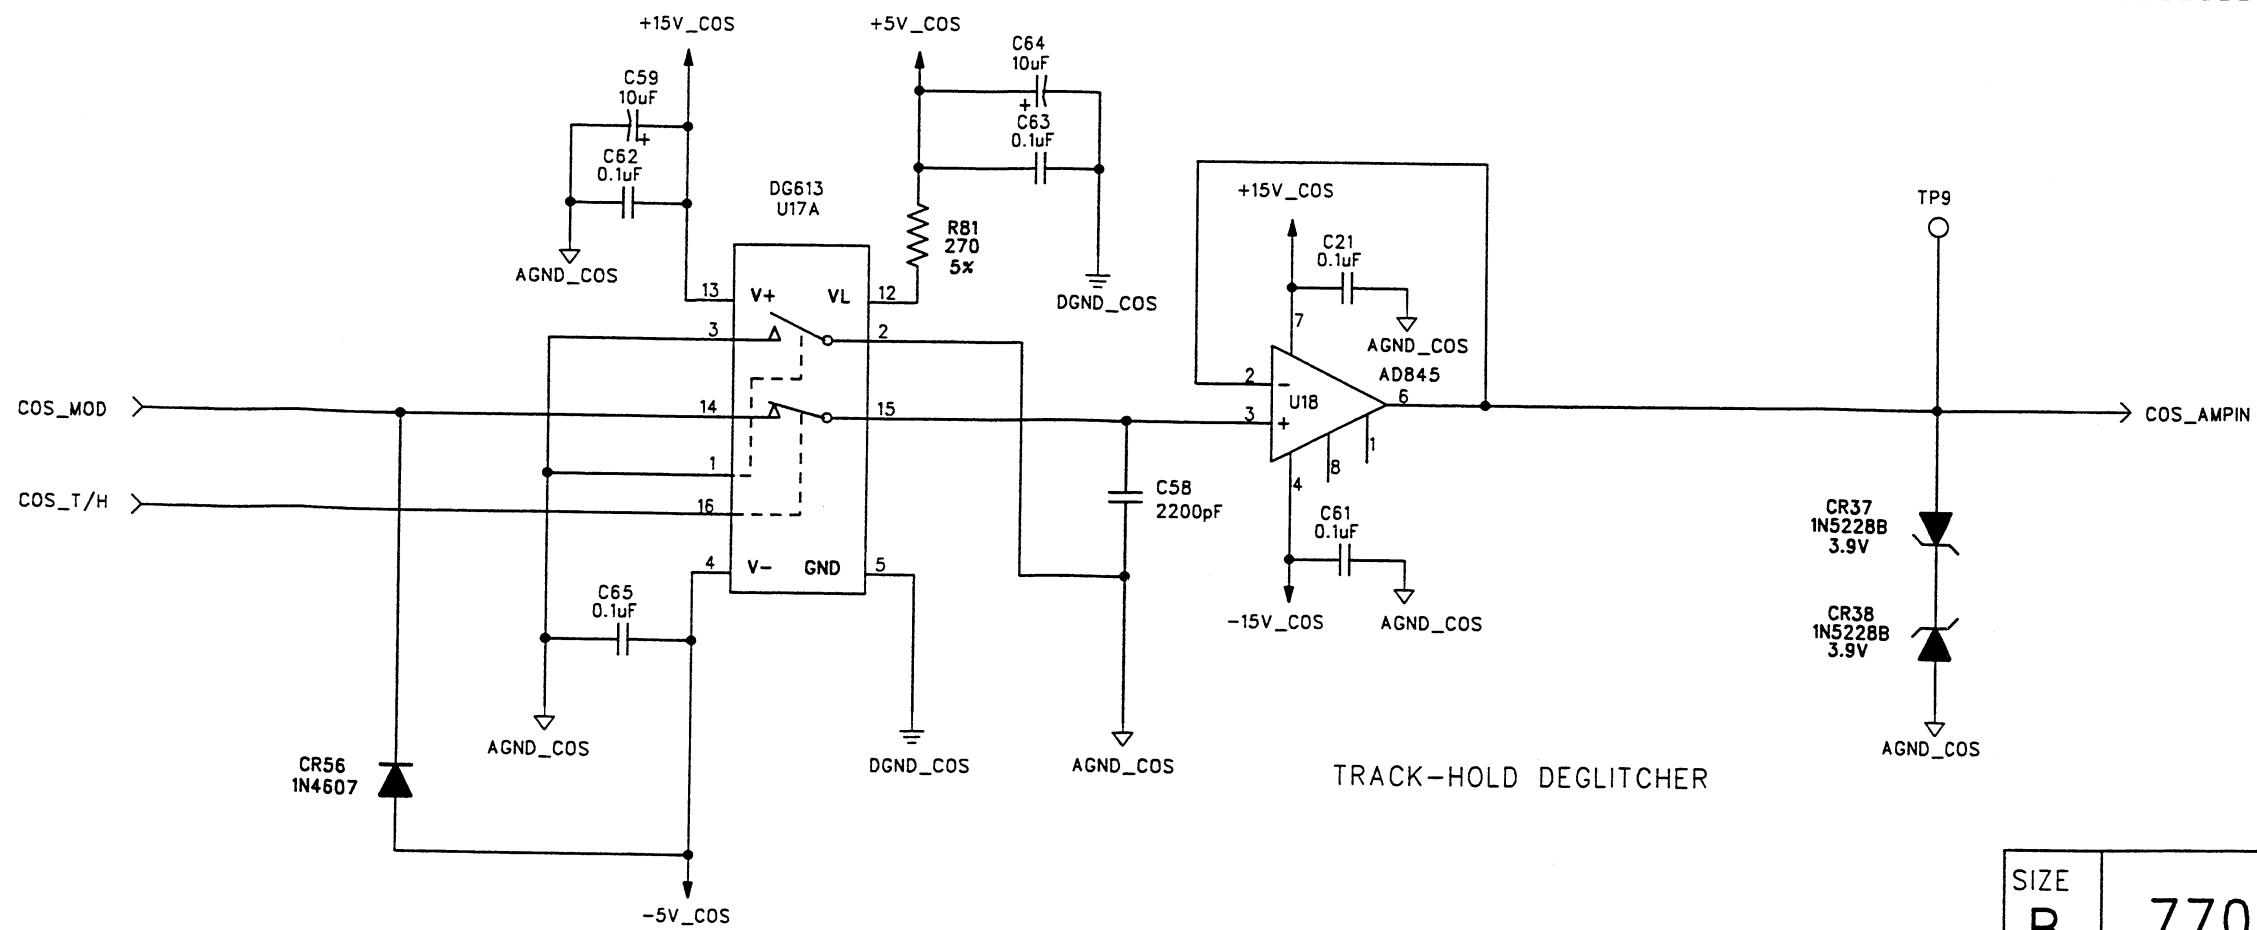 +15V_COS
+5V_COS
C64
10uF
+
C63
0.1uF
C59
10uF
+
C62
0.1uF
AGND_COS
DG613
U17A
R81
270
5%
DGND_COS
13
V+
VL
12
3
2
14
15
1
16
4
V-
GND
5
COS_MOD
COS_T/H
C65
0.1uF
AGND_COS
CR56
1N4607
-5V_COS
DGND_COS
C58
2200pF
AGND_COS
+15V_COS
C21
0.1uF
7
AGND_COS
AD845
2
-
U18
6
3
+
1
8
4
C61
0.1uF
-15V_COS
AGND_COS
TP9
COS_AMPIN
CR37
1N5228B
3.9V
CR38
1N5228B
3.9V
AGND_COS
TRACK-HOLD DEGLITCHER
SIZE
B
770